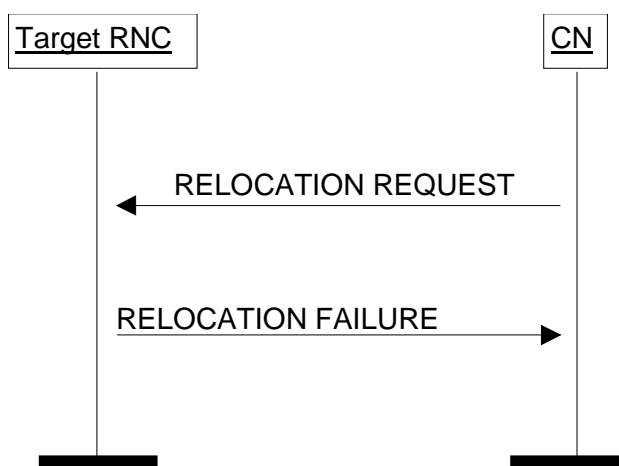 Target RNC
CN
RELOCATION REQUEST
RELOCATION FAILURE